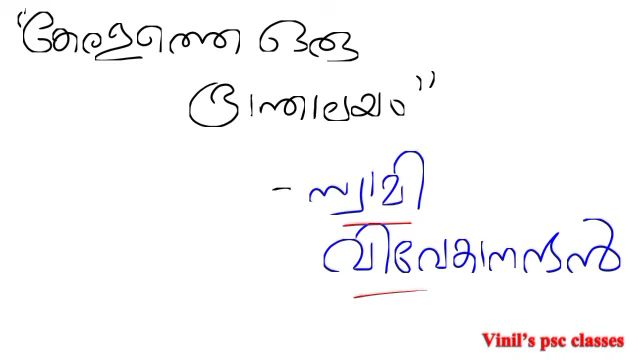 "കേരളത്തെ ഒരു
ഭ്രാന്താലയം"
- സ്വാമി
വിവേകാനന്ദൻ
Vinil's psc classes